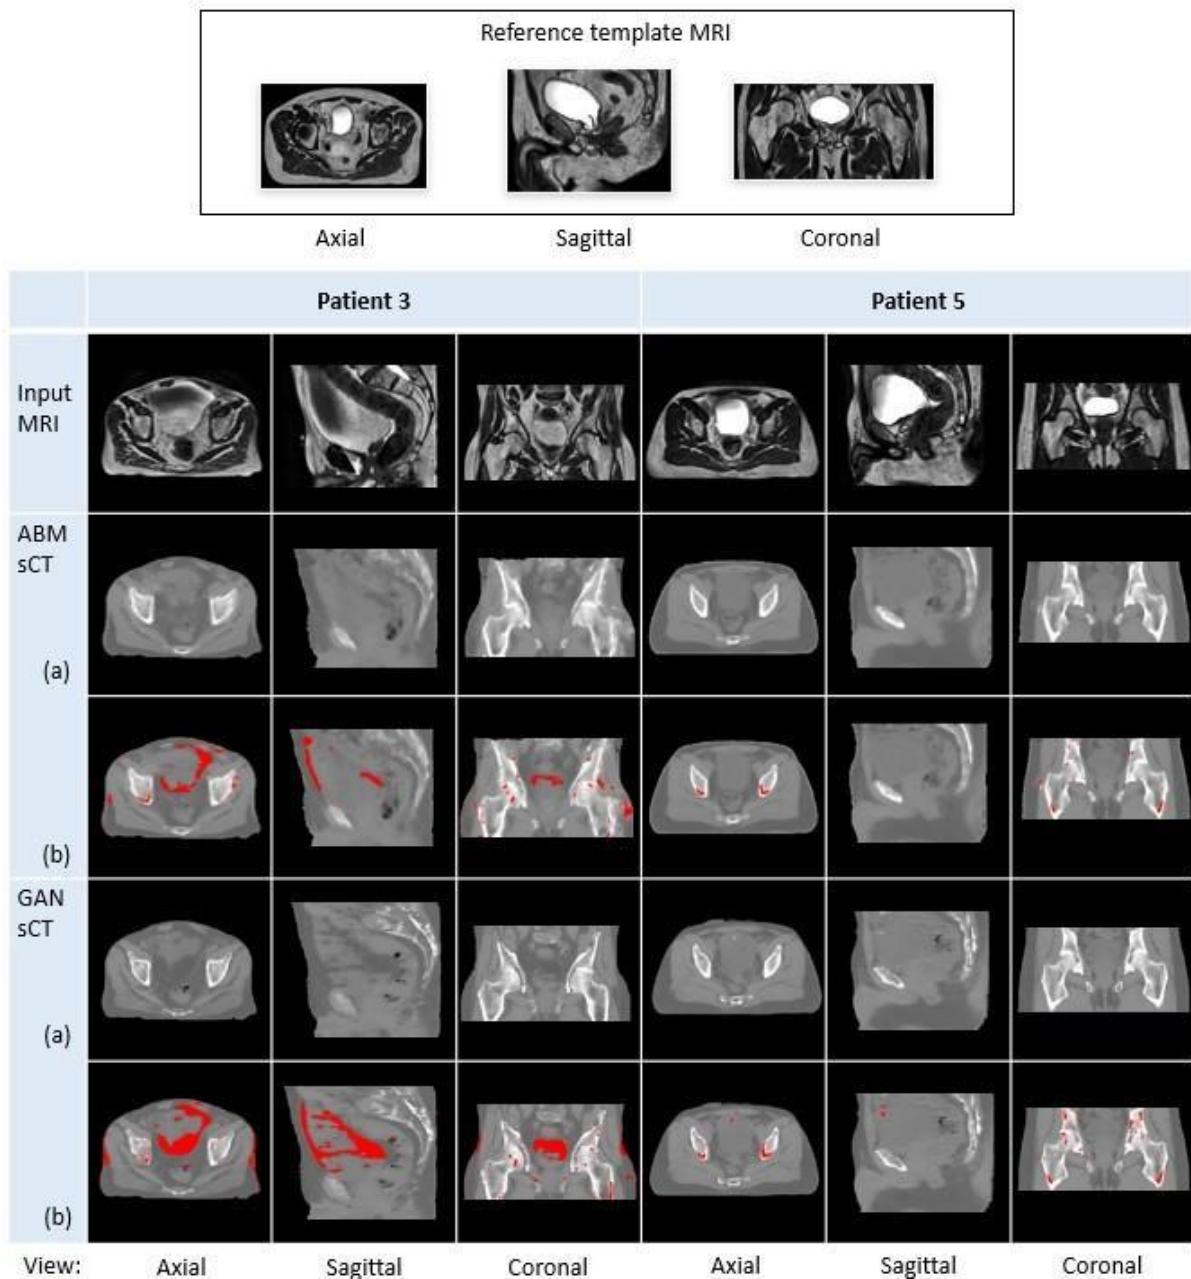 Reference template MRI
Axial Sagittal Coronal
Patient 3 Patient 5
Input
MRI
ABM
sCT
(a)
(b)
GAN
sCT
(a)
(b)
View: Axial Sagittal Coronal Axial Sagittal Coronal